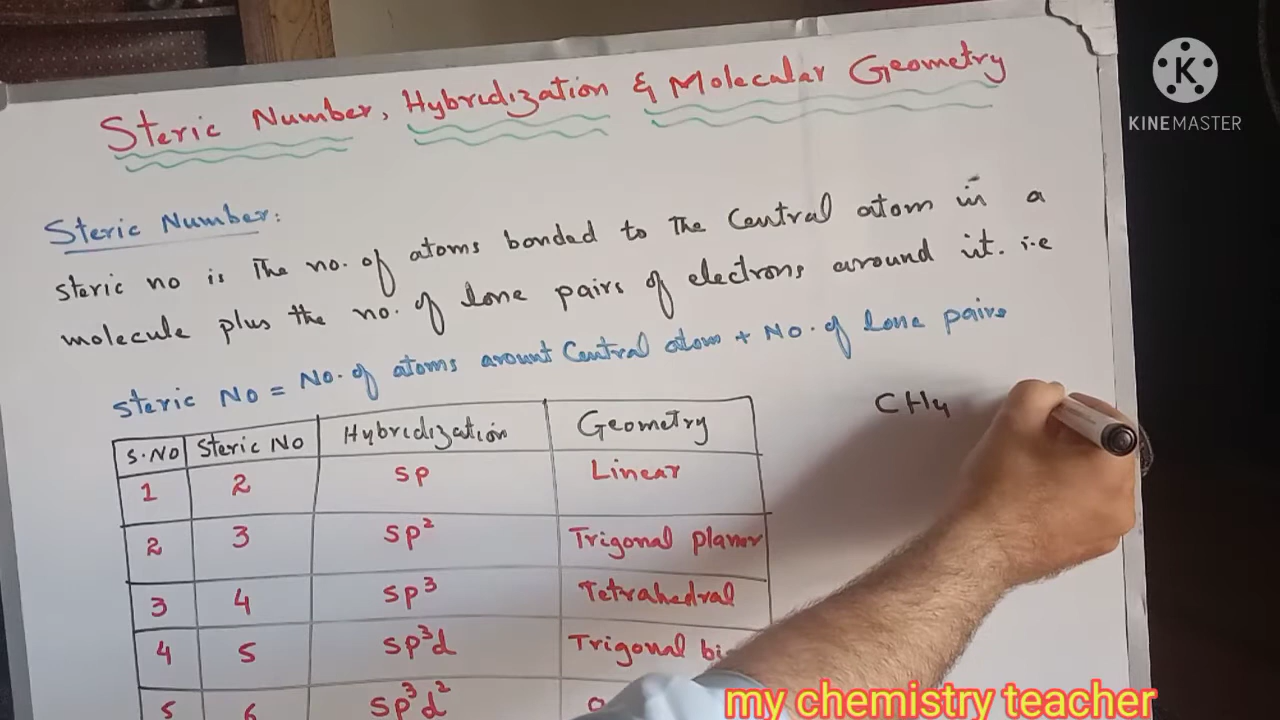 Steric Number, Hybridization & Molecular Geometry
KINEMASTER
Steric Number:
steric no is The no. of atoms bonded to The Central atom in a
molecule plus the no. of lone pairs of electrons around it. i.e
Steric No = No. of atoms arount Central atom + No. of lone pairs
CH4
S.NO Steric No Hybridization Geometry
1 2 sp Linear
2 3 sp² Trigonal planar
3 4 sp³ Tetrahedral
4 5 sp³d Trigonal bi
5 6 sp³d² O
my chemistry teacher